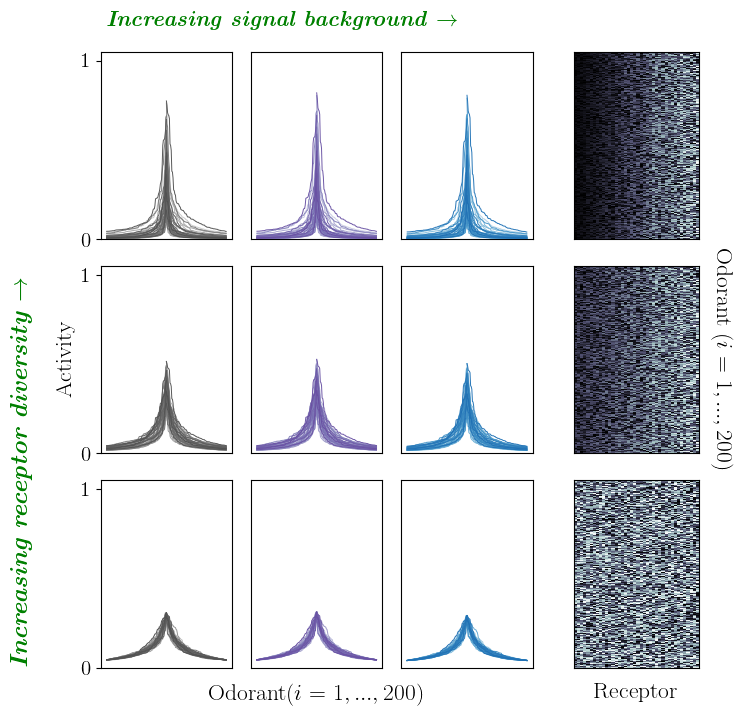 Increasing signal background →
1
0
1
0
1
0
Increasing receptor diversity →
Activity
Odorant (i = 1, ..., 200)
Odorant(i = 1, ..., 200)
Receptor